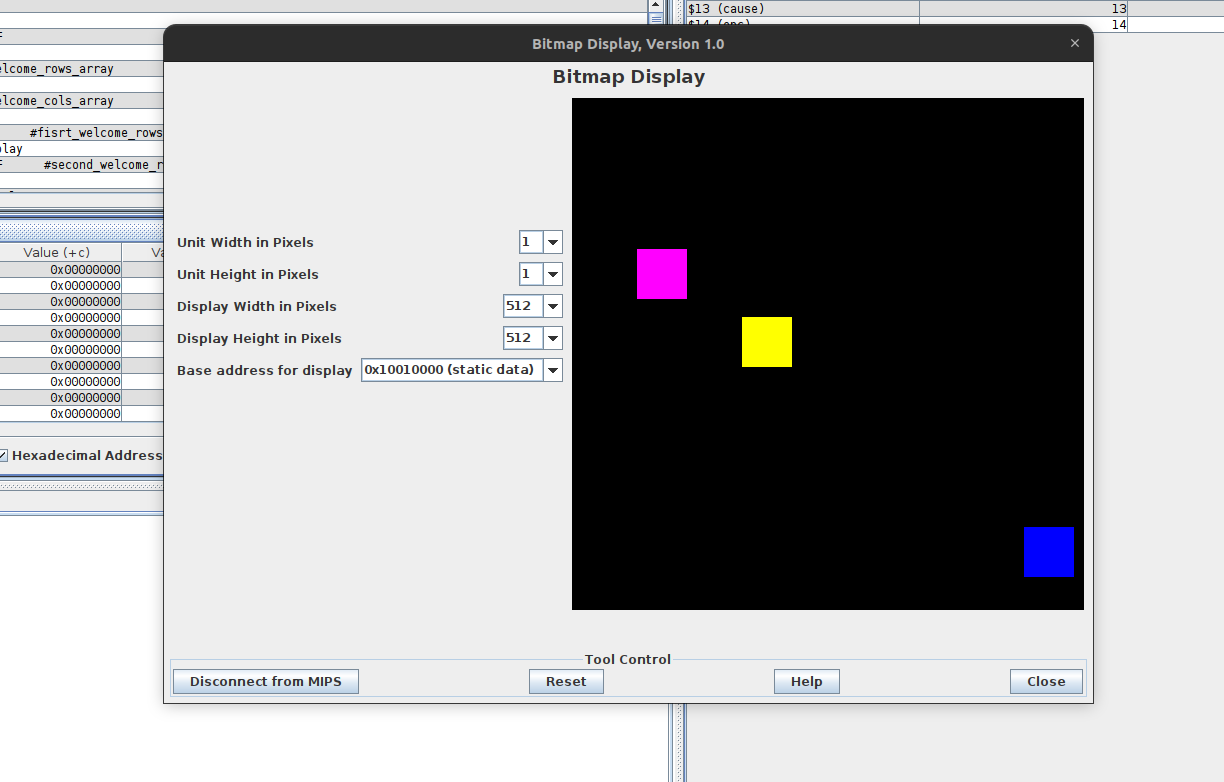 $13 (cause) 13
$14 (epc) 14
F
elcome_rows_array
elcome_cols_array
#fisrt_welcome_rows
play
F #second_welcome_r
Value (+c) Va
0x00000000
0x00000000
0x00000000
0x00000000
0x00000000
0x00000000
0x00000000
0x00000000
0x00000000
0x00000000
Hexadecimal Address
Bitmap Display, Version 1.0
Bitmap Display
Unit Width in Pixels 1
Unit Height in Pixels 1
Display Width in Pixels 512
Display Height in Pixels 512
Base address for display 0x10010000 (static data)
Tool Control
Disconnect from MIPS Reset Help Close